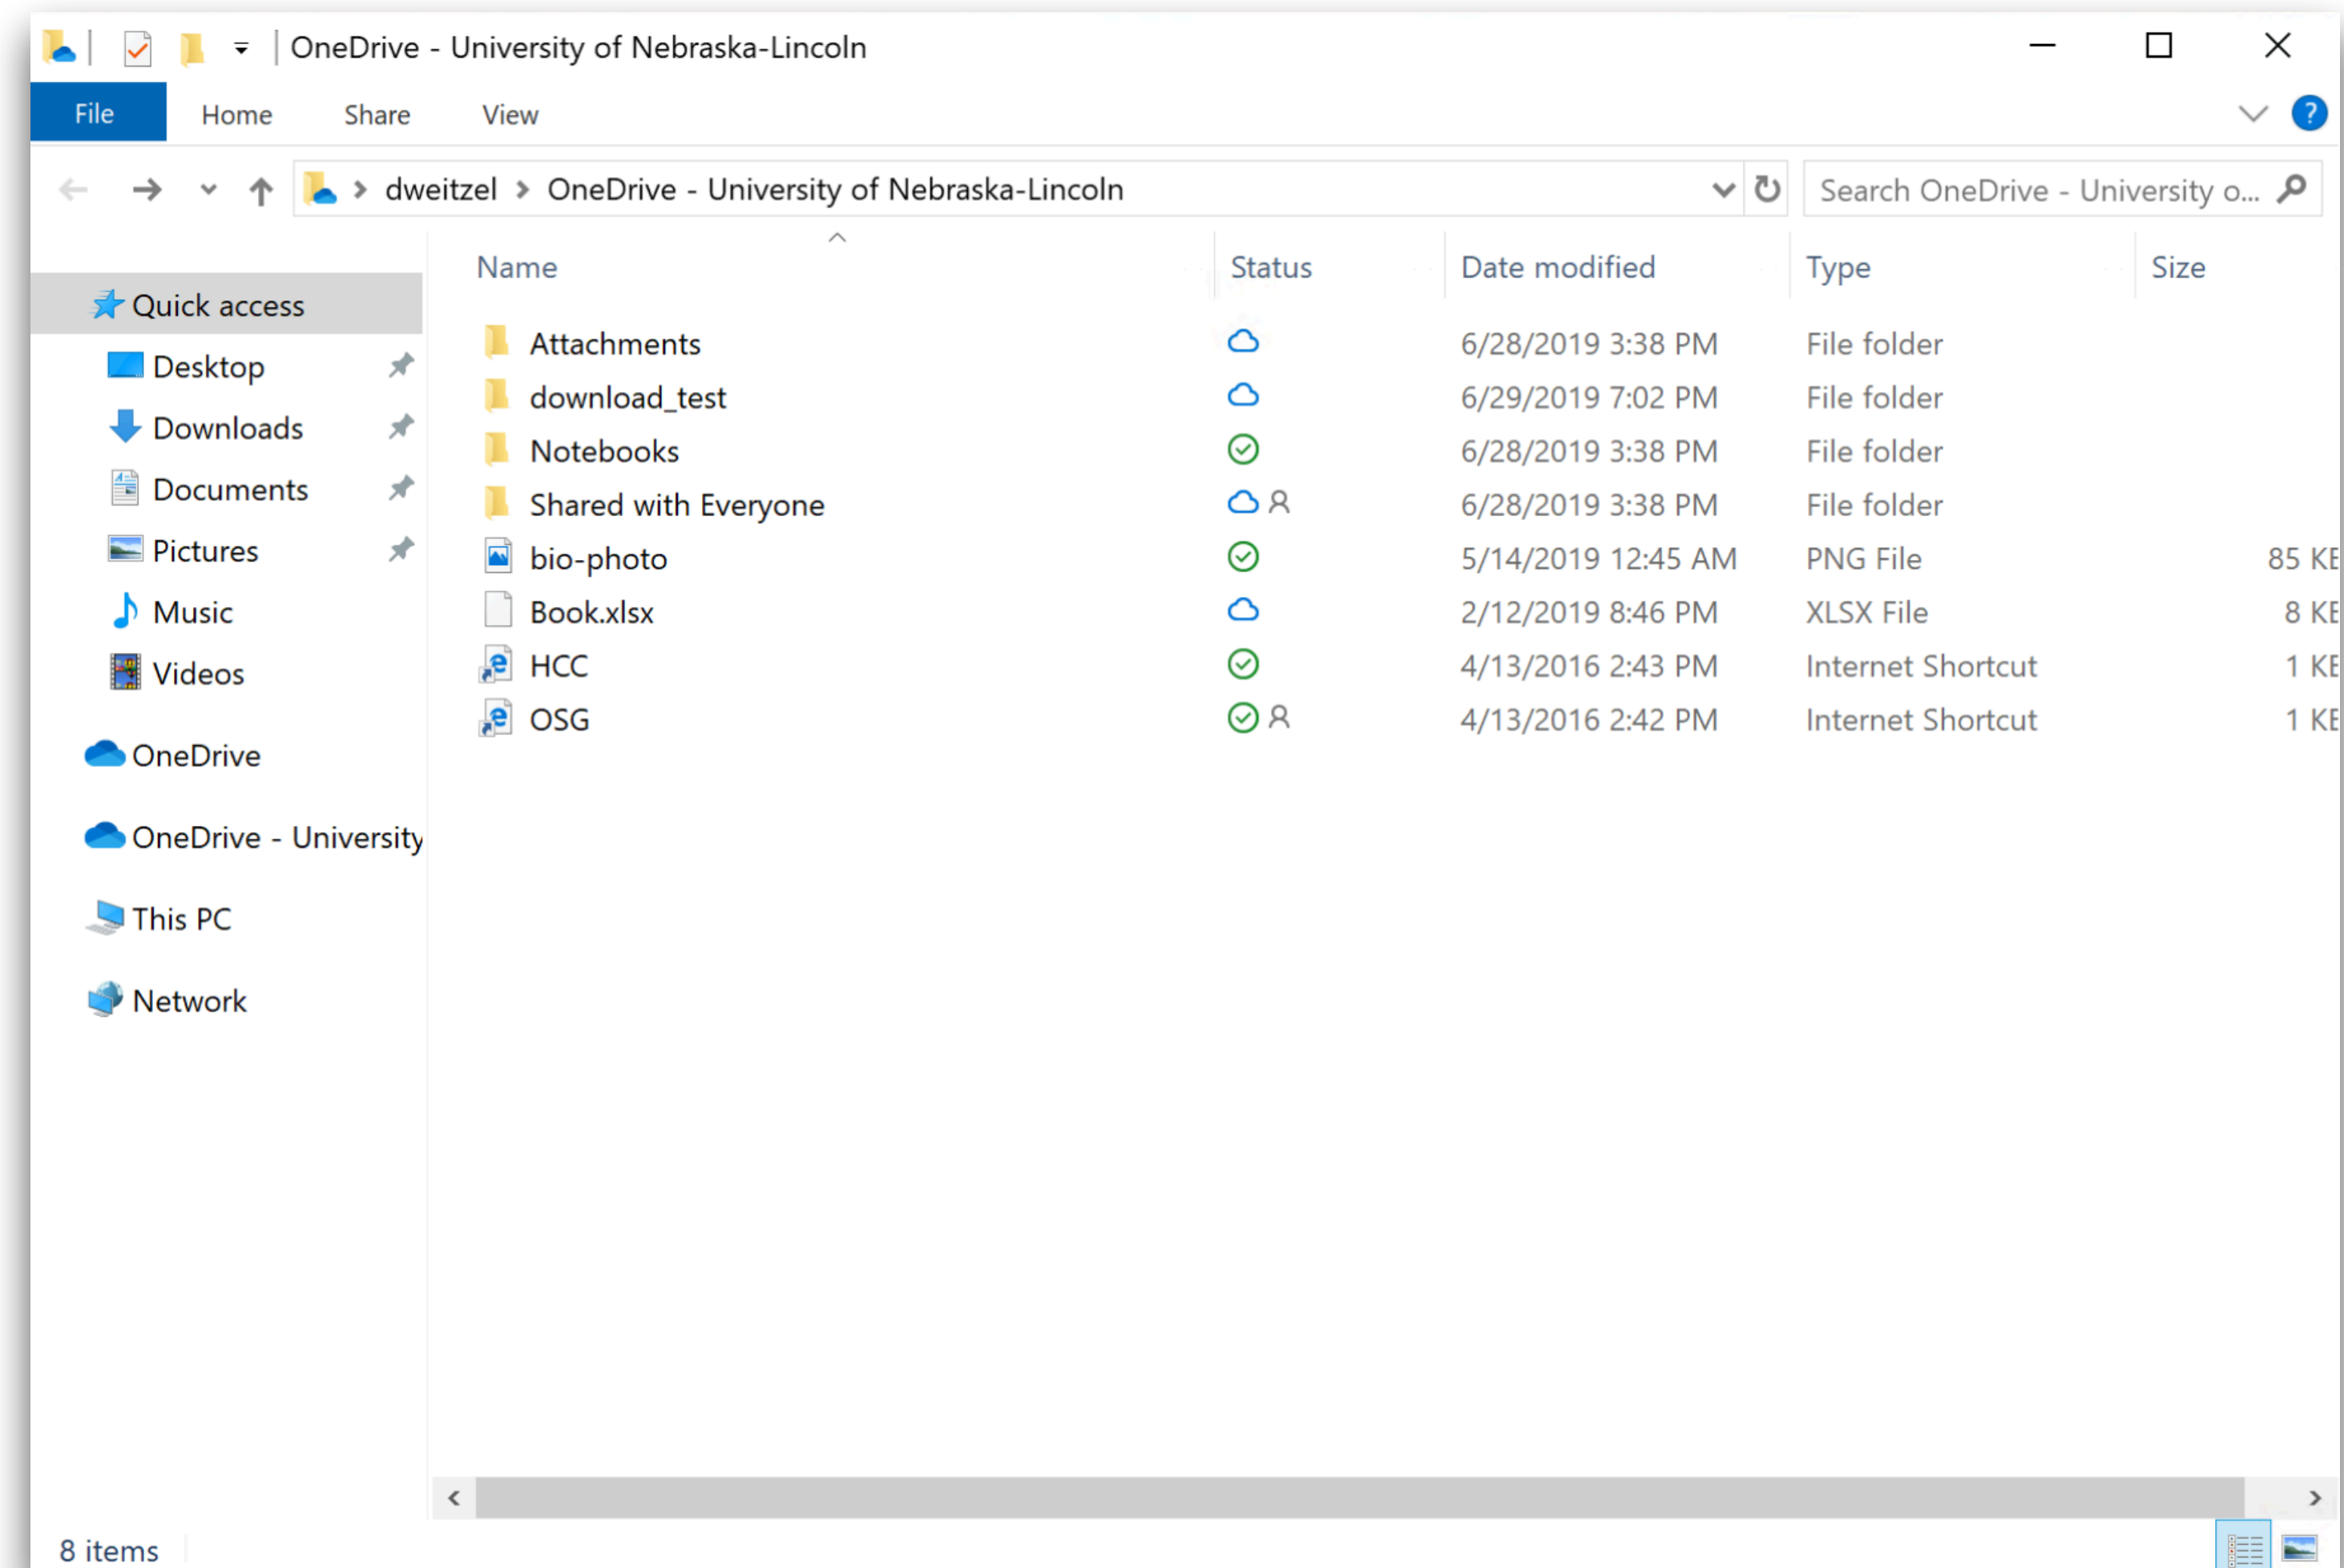 OneDrive - University of Nebraska-Lincoln
File Home Share View
dweitzel OneDrive - University of Nebraska-Lincoln Search OneDrive - University o...
Name Status Date modified Type Size
Quick access
Desktop
Downloads
Documents
Pictures
Music
Videos
OneDrive
OneDrive - University
This PC
Network
Attachments 6/28/2019 3:38 PM File folder
download_test 6/29/2019 7:02 PM File folder
Notebooks 6/28/2019 3:38 PM File folder
Shared with Everyone 6/28/2019 3:38 PM File folder
bio-photo 5/14/2019 12:45 AM PNG File 85 KB
Book.xlsx 2/12/2019 8:46 PM XLSX File 8 KB
HCC 4/13/2016 2:43 PM Internet Shortcut 1 KB
OSG 4/13/2016 2:42 PM Internet Shortcut 1 KB
8 items